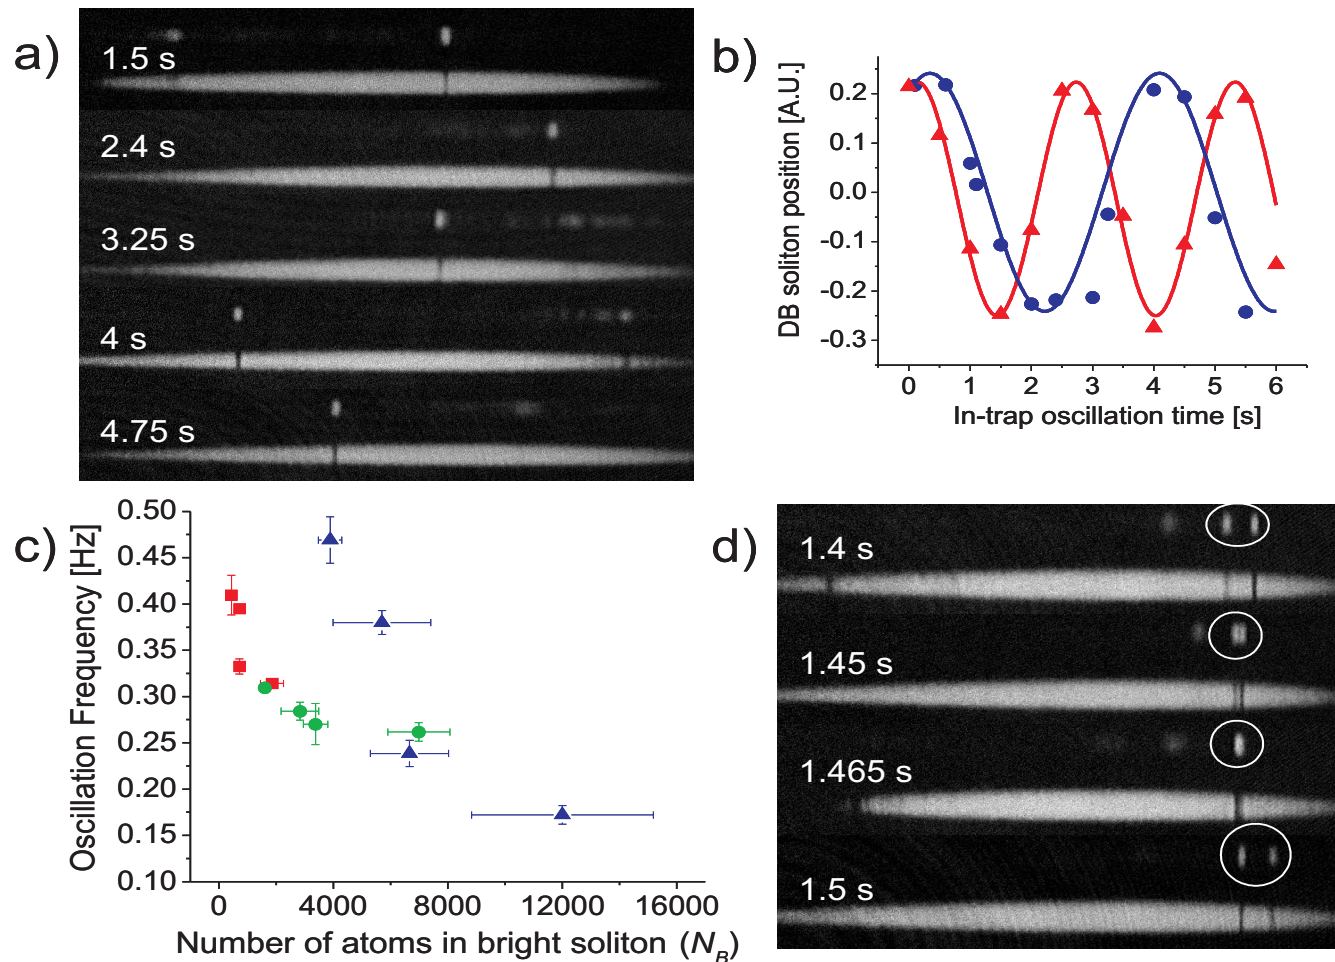 a)
1.5 s
2.4 s
3.25 s
4 s
4.75 s
b)
DB soliton position [A.U.]
0.2
0.1
0.0
-0.1
-0.2
-0.3
0 1 2 3 4 5 6
In-trap oscillation time [s]
c)
Oscillation Frequency [Hz]
0.50
0.45
0.40
0.35
0.30
0.25
0.20
0.15
0.10
0 4000 8000 12000 16000
Number of atoms in bright soliton (N_B)
d)
1.4 s
1.45 s
1.465 s
1.5 s